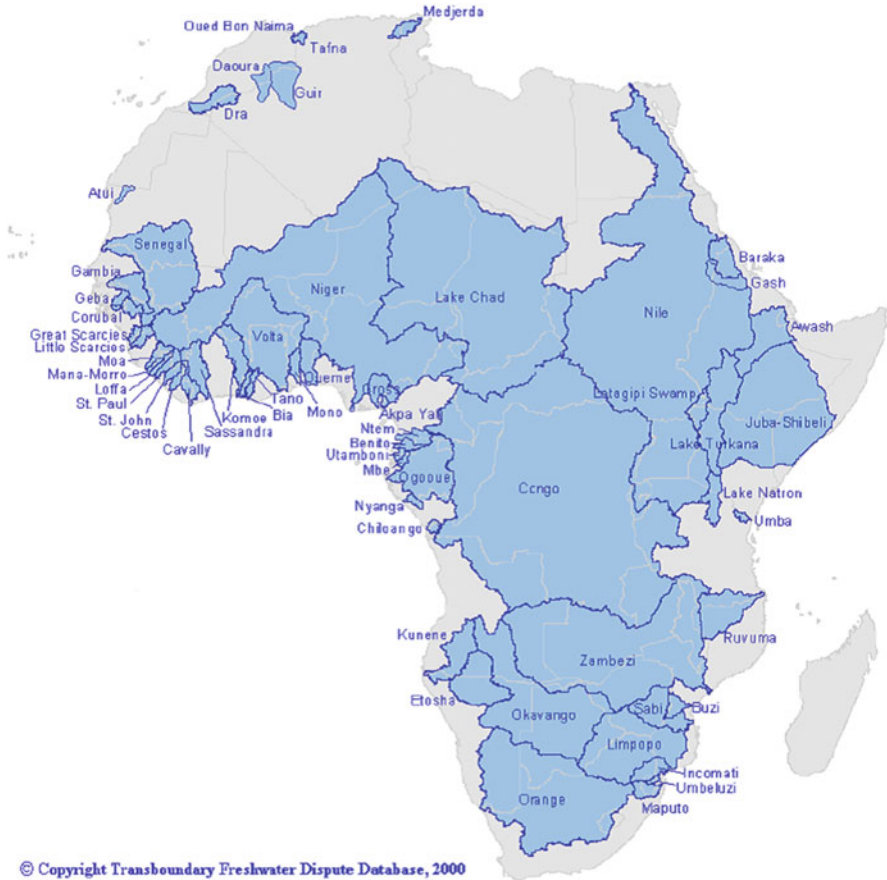 Medjerda
Oued Bon Naima
Tafna
Daoura
Guir
Dra
Atui
Senegal
Gambia
Geba
Corubal
Great Scarcies
Little Scarcios
Moa
Mana-Morro
Loffa
St. Paul
St. John
Cestos
Cavally
Sassandra
Komoe
Bia
Tano
Mono
Volta
Oueme
Niger
Cross
Akpa Yafi
Lake Chad
Nile
Baraka
Gash
Awash
Lotagipi Swamp
Juba-Shibeli
Lake Turkana
Ntem
Benito
Utamboni
Mbe
Ogooue
Nyanga
Chiloango
Congo
Lake Natron
Umba
Ruvuma
Kunene
Zambezi
Etosha
Okavango
Sabi
Buzi
Limpopo
Incomati
Umbeluzi
Maputo
Orange
© Copyright Transboundary Freshwater Dispute Database, 2000